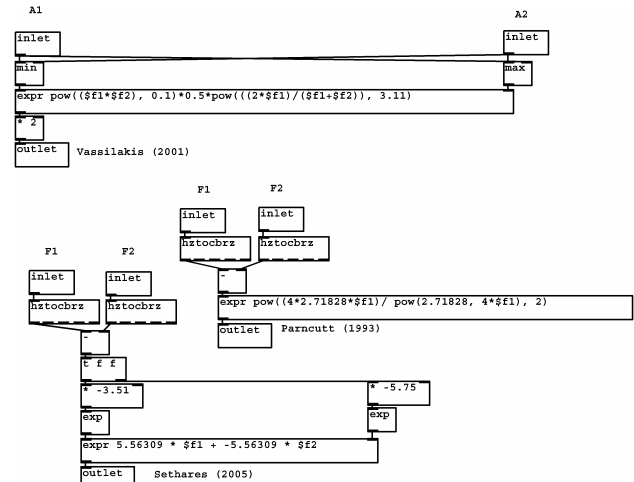 A1
A2
inlet
inlet
min
max
expr pow(($f1*$f2), 0.1)*0.5*pow(((2*$f1)/($f1+$f2)), 3.11)
* 2
outlet
Vassilakis (2001)
F1
F2
inlet
inlet
hztocbrz
hztocbrz
-
expr pow((4*2.71828*$f1)/ pow(2.71828, 4*$f1), 2)
outlet
Parncutt (1993)
F1
F2
inlet
inlet
hztocbrz
hztocbrz
-
t f f
* -3.51
* -5.75
exp
exp
expr 5.56309 * $f1 + -5.56309 * $f2
outlet
Sethares (2005)